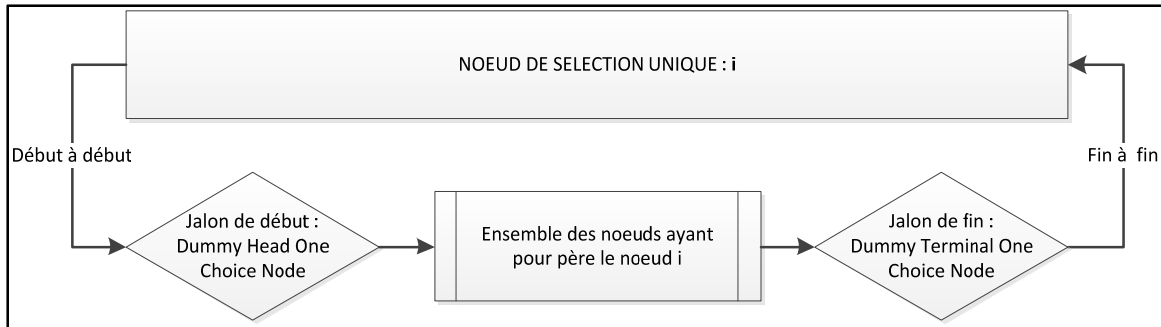 NOEUD DE SELECTION UNIQUE : i
Début à début
Fin à fin
Jalon de début :
Dummy Head One
Choice Node
Ensemble des noeuds ayant
pour père le noeud i
Jalon de fin :
Dummy Terminal One
Choice Node